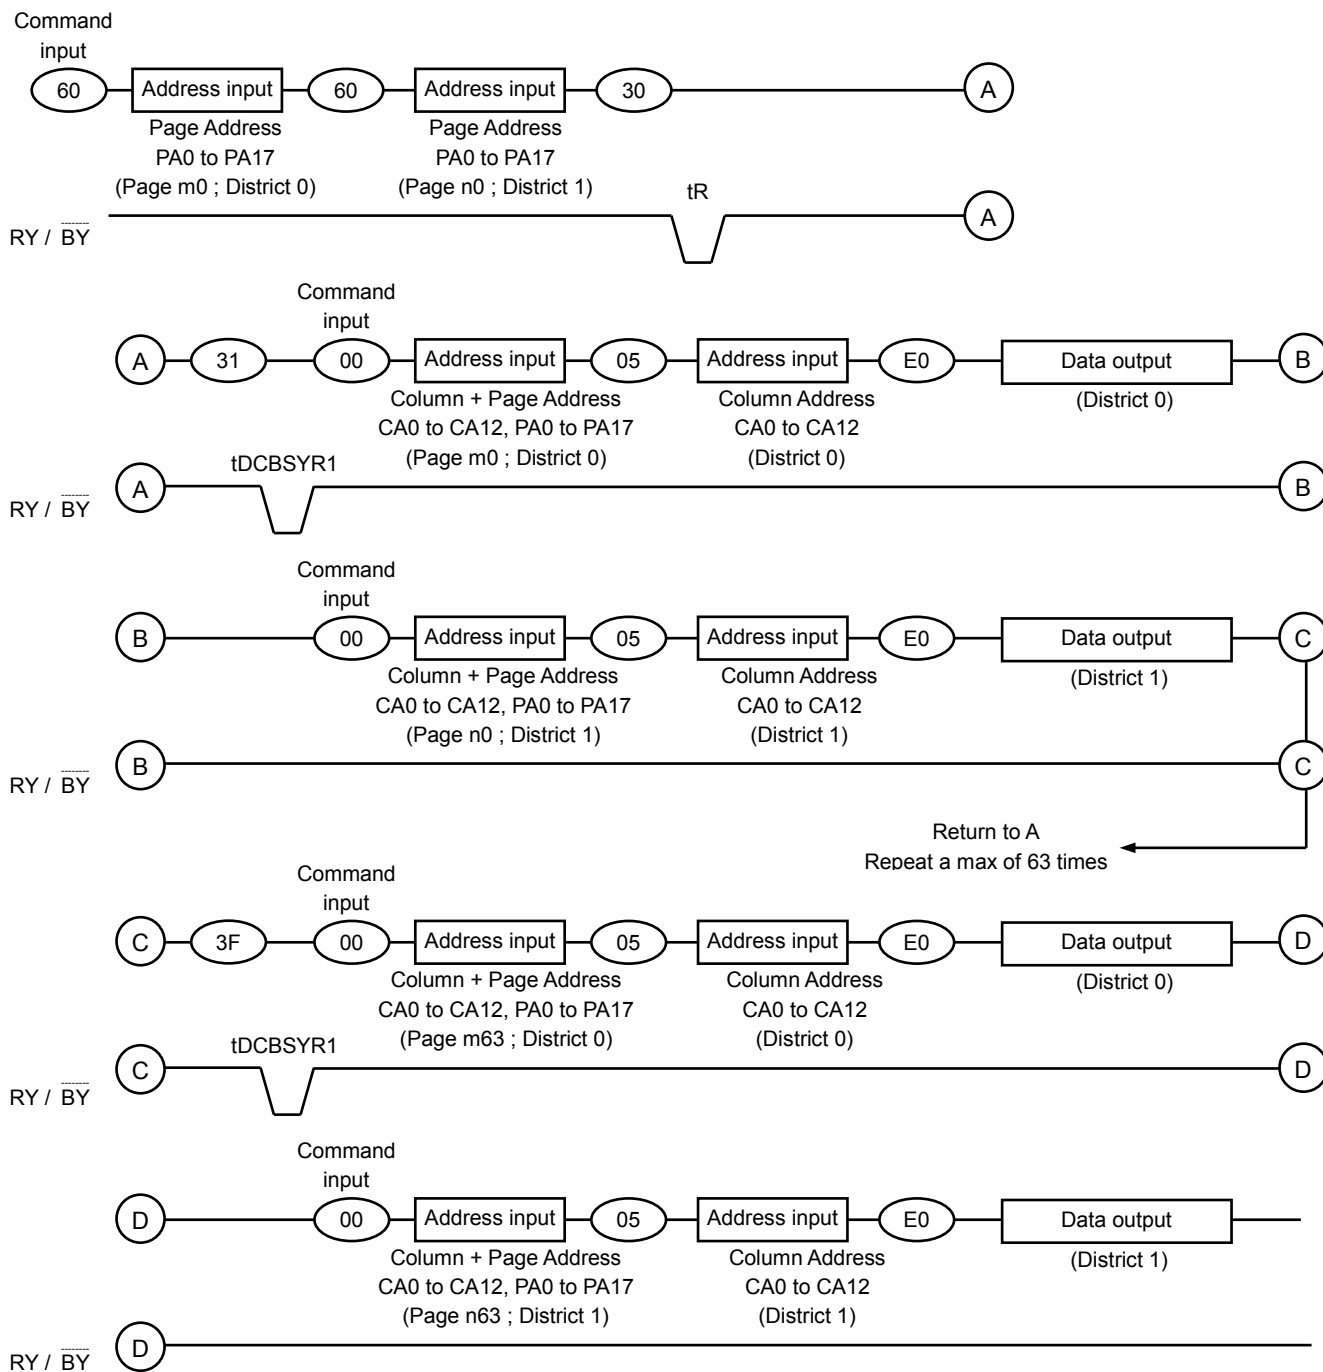 Command
input
60 Address input 60 Address input 30 A
Page Address Page Address
PA0 to PA17 PA0 to PA17
(Page m0 ; District 0) (Page n0 ; District 1)
tR
RY / BY A
Command
input
A 31 00 Address input 05 Address input E0 Data output B
Column + Page Address Column Address (District 0)
CA0 to CA12, PA0 to PA17 CA0 to CA12
(Page m0 ; District 0) (District 0)
tDCBSYR1
RY / BY A B
Command
input
B 00 Address input 05 Address input E0 Data output C
Column + Page Address Column Address (District 1)
CA0 to CA12, PA0 to PA17 CA0 to CA12
(Page n0 ; District 1) (District 1)
RY / BY B C
Return to A
Repeat a max of 63 times
Command
input
C 3F 00 Address input 05 Address input E0 Data output D
Column + Page Address Column Address (District 0)
CA0 to CA12, PA0 to PA17 CA0 to CA12
(Page m63 ; District 0) (District 0)
tDCBSYR1
RY / BY C D
Command
input
D 00 Address input 05 Address input E0 Data output
Column + Page Address Column Address (District 1)
CA0 to CA12, PA0 to PA17 CA0 to CA12
(Page n63 ; District 1) (District 1)
RY / BY D